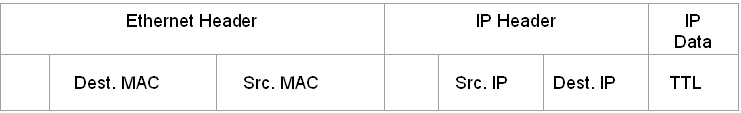 Ethernet Header IP Header IP
Data
Dest. MAC Src. MAC Src. IP Dest. IP TTL